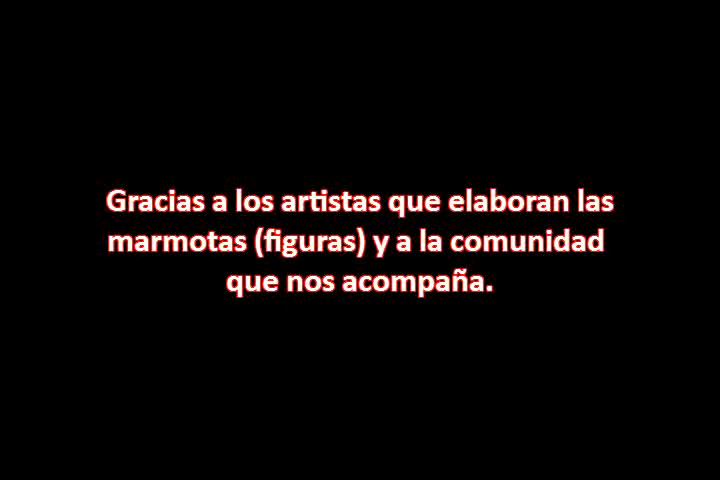 Gracias a los artistas que elaboran las
marmotas (figuras) y a la comunidad
que nos acompaña.